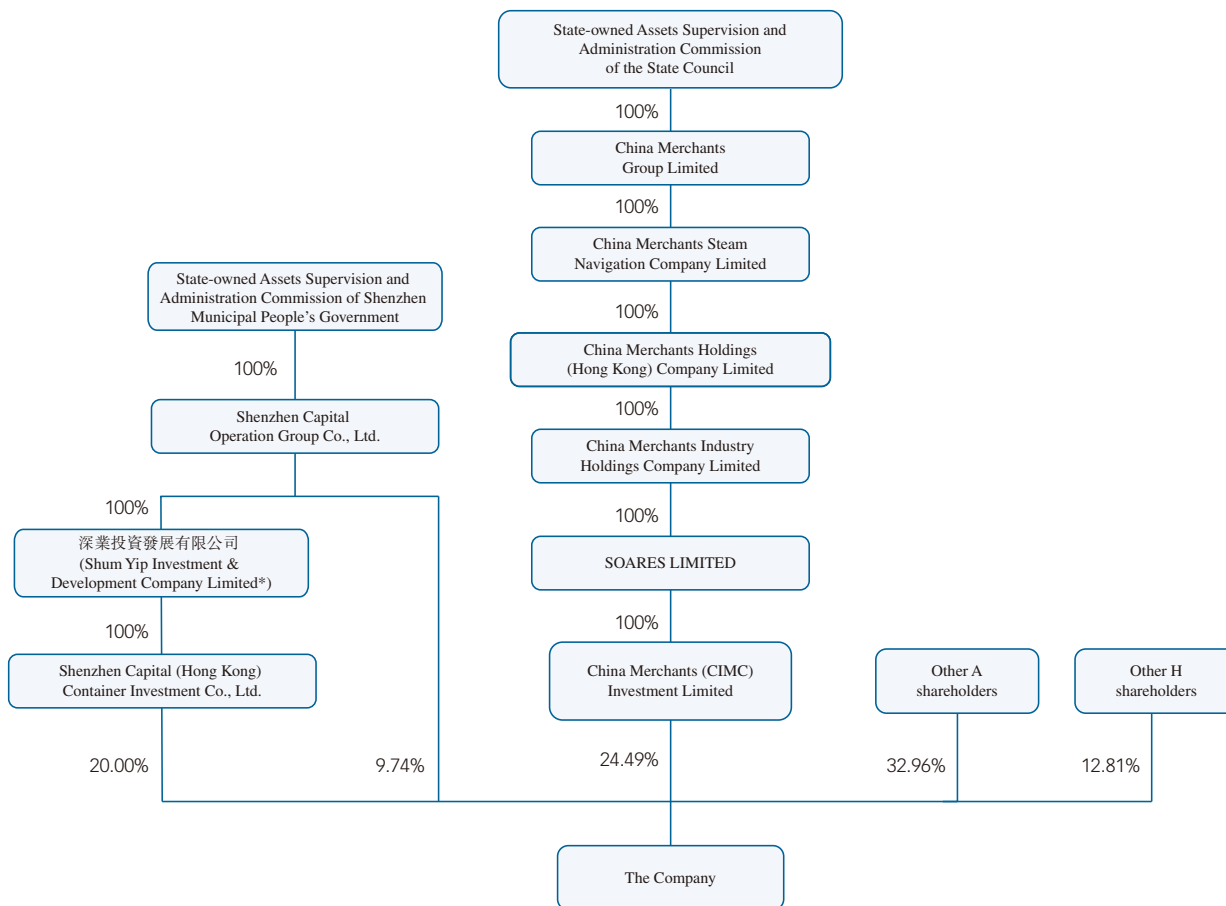 State-owned Assets Supervision and
Administration Commission
of the State Council
100%
China Merchants
Group Limited
100%
China Merchants Steam
Navigation Company Limited
100%
China Merchants Holdings
(Hong Kong) Company Limited
100%
China Merchants Industry
Holdings Company Limited
100%
SOARES LIMITED
100%
China Merchants (CIMC)
Investment Limited
24.49%
State-owned Assets Supervision and
Administration Commission of Shenzhen
Municipal People's Government
100%
Shenzhen Capital
Operation Group Co., Ltd.
100%
深業投資發展有限公司
(Shum Yip Investment &
Development Company Limited*)
100%
Shenzhen Capital (Hong Kong)
Container Investment Co., Ltd.
20.00%
9.74%
Other A
shareholders
32.96%
Other H
shareholders
12.81%
The Company